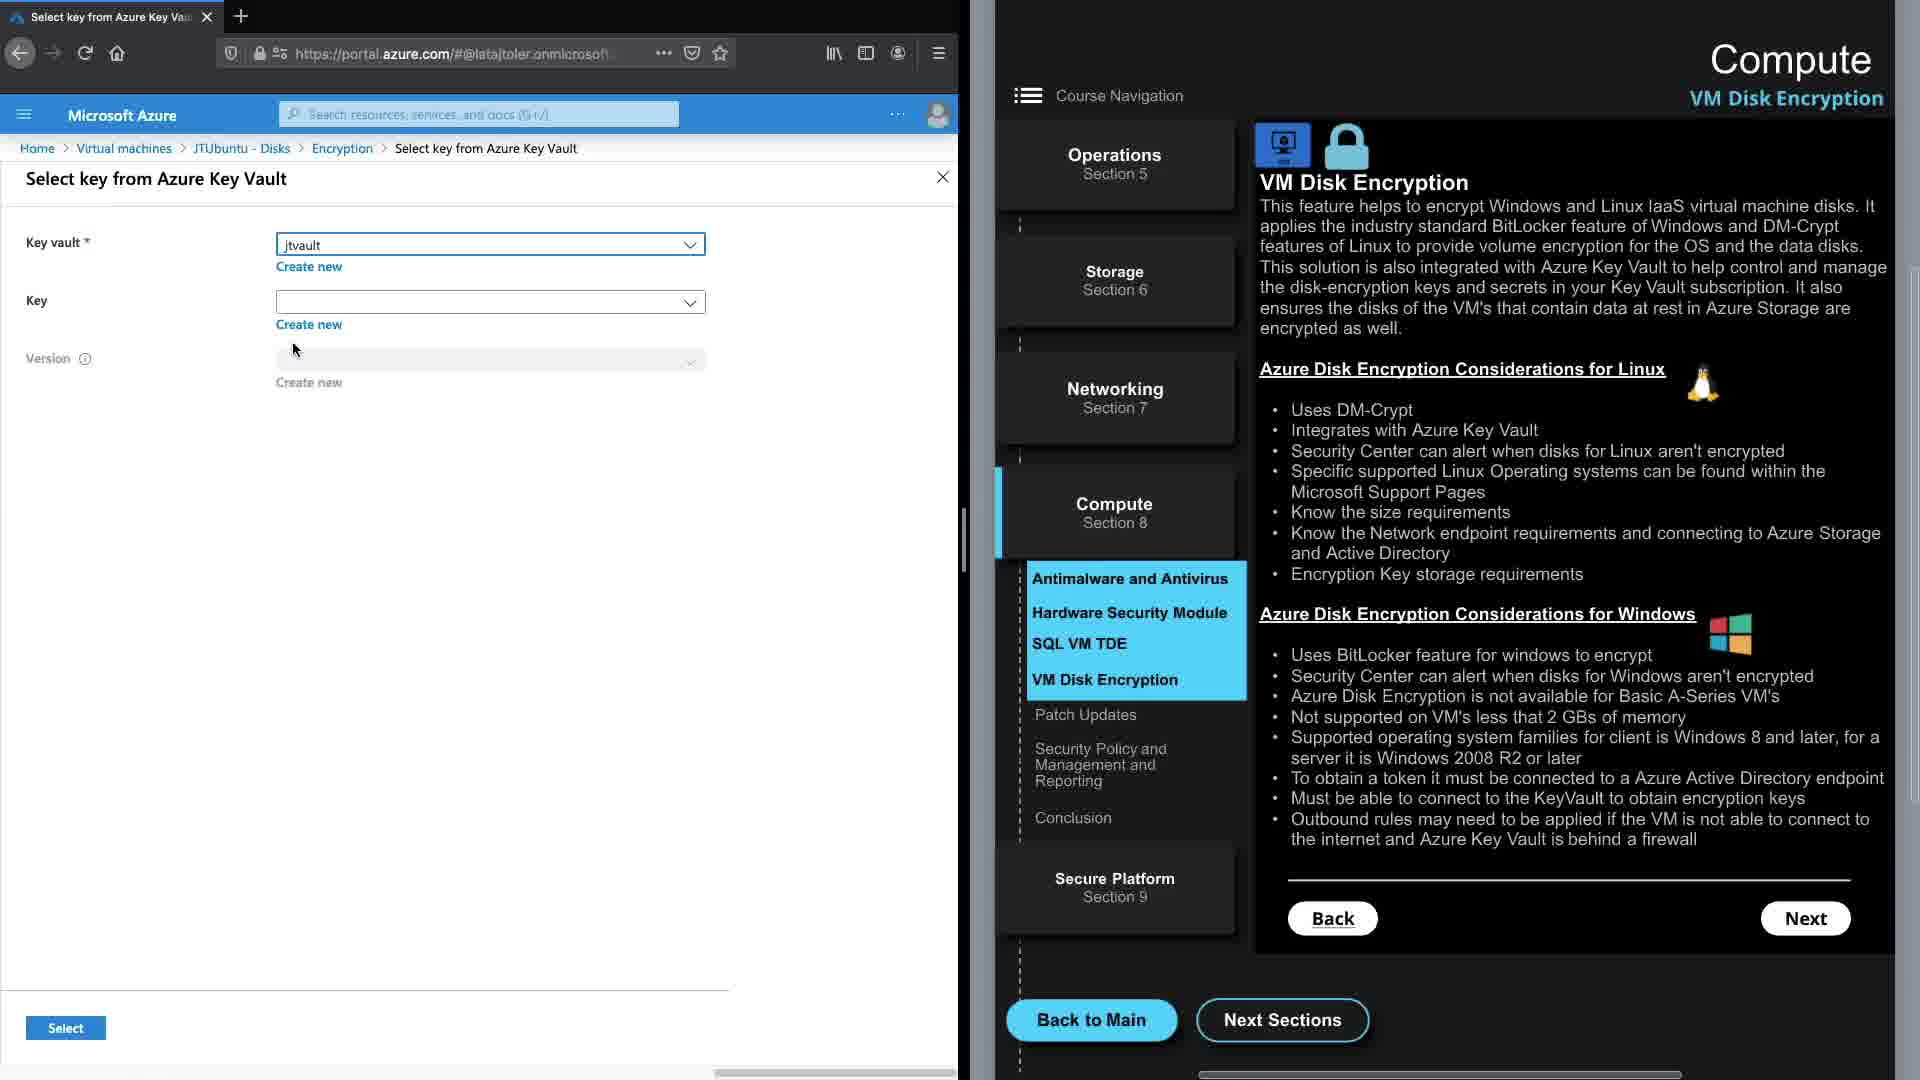 Select key from Azure Key Vau
https://portal.azure.com/#@latajtoler.onmicrosoft
Microsoft Azure
Search resources, services, and docs (G+/)
Home > Virtual machines > JTUbuntu - Disks > Encryption > Select key from Azure Key Vault
Select key from Azure Key Vault
Key vault *
jtvault
Create new
Key
Create new
Version
Create new
Select
Compute
VM Disk Encryption
Course Navigation
Operations
Section 5
Storage
Section 6
Networking
Section 7
Compute
Section 8
Antimalware and Antivirus
Hardware Security Module
SQL VM TDE
VM Disk Encryption
Patch Updates
Security Policy and
Management and
Reporting
Conclusion
Secure Platform
Section 9
VM Disk Encryption
This feature helps to encrypt Windows and Linux IaaS virtual machine disks. It
applies the industry standard BitLocker feature of Windows and DM-Crypt
features of Linux to provide volume encryption for the OS and the data disks.
This solution is also integrated with Azure Key Vault to help control and manage
the disk-encryption keys and secrets in your Key Vault subscription. It also
ensures the disks of the VM's that contain data at rest in Azure Storage are
encrypted as well.
Azure Disk Encryption Considerations for Linux
• Uses DM-Crypt
• Integrates with Azure Key Vault
• Security Center can alert when disks for Linux aren't encrypted
• Specific supported Linux Operating systems can be found within the
Microsoft Support Pages
• Know the size requirements
• Know the Network endpoint requirements and connecting to Azure Storage
and Active Directory
• Encryption Key storage requirements
Azure Disk Encryption Considerations for Windows
• Uses BitLocker feature for windows to encrypt
• Security Center can alert when disks for Windows aren't encrypted
• Azure Disk Encryption is not available for Basic A-Series VM's
• Not supported on VM's less that 2 GBs of memory
• Supported operating system families for client is Windows 8 and later, for a
server it is Windows 2008 R2 or later
• To obtain a token it must be connected to a Azure Active Directory endpoint
• Must be able to connect to the KeyVault to obtain encryption keys
• Outbound rules may need to be applied if the VM is not able to connect to
the internet and Azure Key Vault is behind a firewall
Back
Next
Back to Main
Next Sections